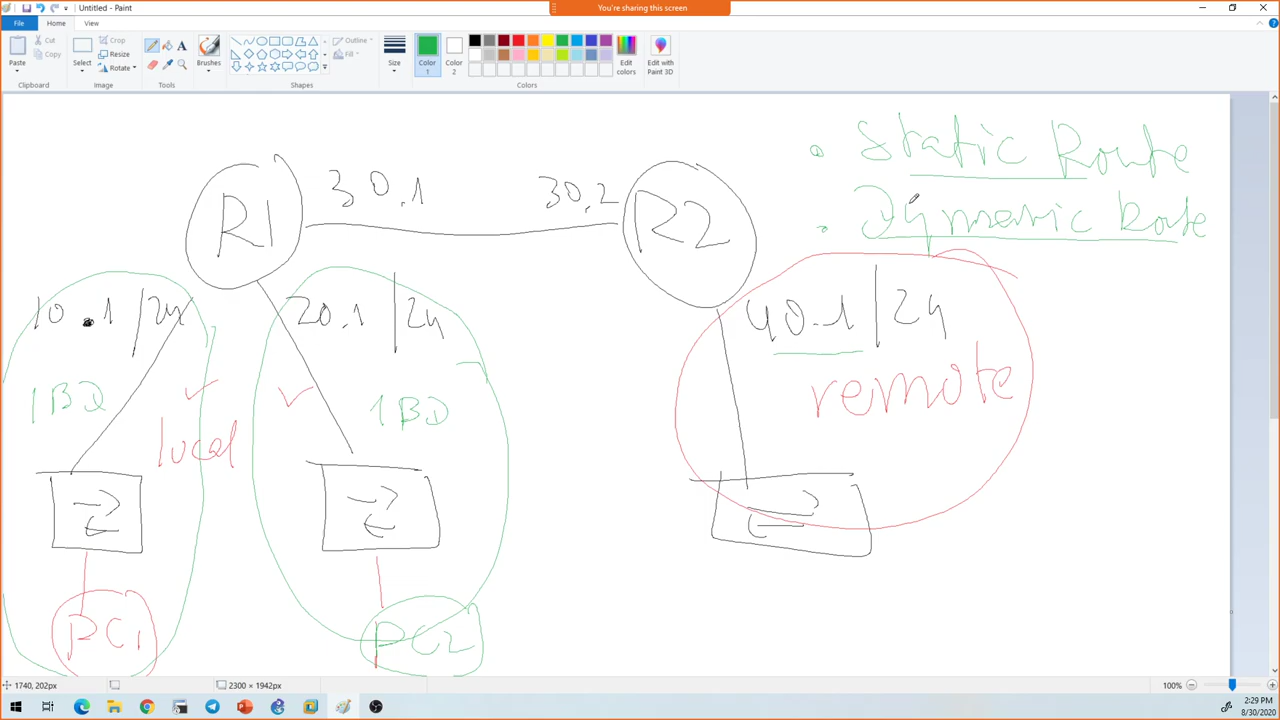 Untitled - Paint
You're sharing this screen
File
Home
View
Paste
Cut
Copy
Clipboard
Select
Crop
Resize
Rotate
Image
Tools
Brushes
Shapes
Outline
Fill
Size
Color 1
Color 2
Edit colors
Edit with Paint 3D
Colors
Static Route
Dynmenic Route
R1
30.1
30.2
R2
10.1/24
20.1/24
40.1/24
1BD
1BD
local
remote
PC1
PC2
1740, 202px
2300 × 1942px
100%
2:29 PM
8/30/2020